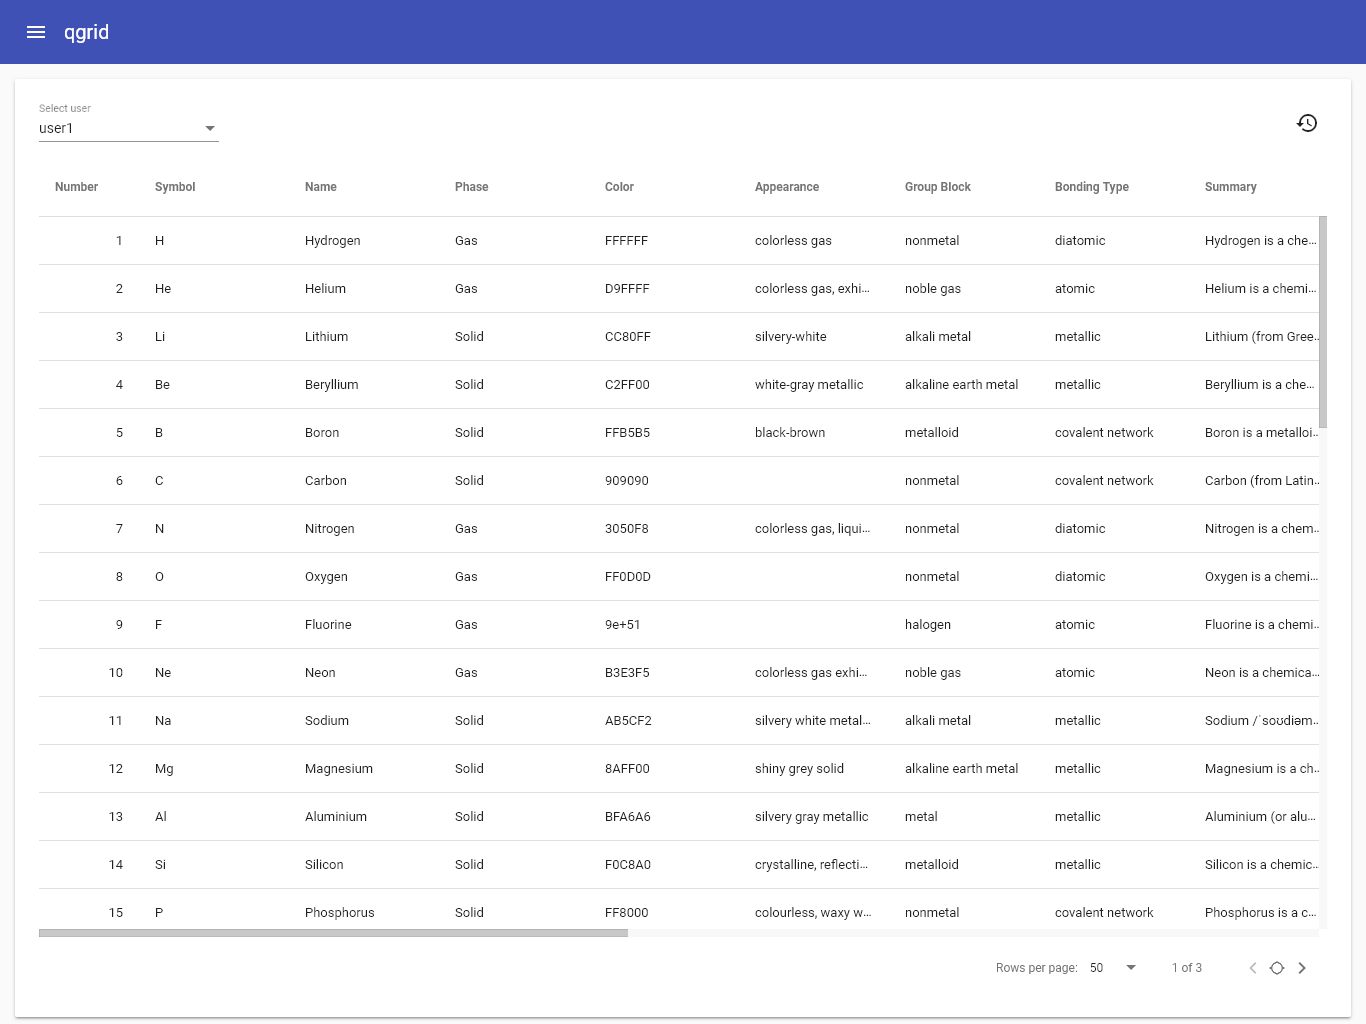 qgrid
Select user
user1
Number Symbol Name Phase Color Appearance Group Block Bonding Type Summary
1 H Hydrogen Gas FFFFFF colorless gas nonmetal diatomic Hydrogen is a che...
2 He Helium Gas D9FFFF colorless gas, exhi... noble gas atomic Helium is a chemi...
3 Li Lithium Solid CC80FF silvery-white alkali metal metallic Lithium (from Gree...
4 Be Beryllium Solid C2FF00 white-gray metallic alkaline earth metal metallic Beryllium is a che...
5 B Boron Solid FFB5B5 black-brown metalloid covalent network Boron is a metalloi...
6 C Carbon Solid 909090 nonmetal covalent network Carbon (from Latin...
7 N Nitrogen Gas 3050F8 colorless gas, liqui... nonmetal diatomic Nitrogen is a chem...
8 O Oxygen Gas FF0D0D nonmetal diatomic Oxygen is a chemi...
9 F Fluorine Gas 9e+51 halogen atomic Fluorine is a chemi...
10 Ne Neon Gas B3E3F5 colorless gas exhi... noble gas atomic Neon is a chemica...
11 Na Sodium Solid AB5CF2 silvery white metal... alkali metal metallic Sodium /ˈsoʊdiəm...
12 Mg Magnesium Solid 8AFF00 shiny grey solid alkaline earth metal metallic Magnesium is a ch...
13 Al Aluminium Solid BFA6A6 silvery gray metallic metal metallic Aluminium (or alu...
14 Si Silicon Solid F0C8A0 crystalline, reflecti... metalloid metallic Silicon is a chemic...
15 P Phosphorus Solid FF8000 colourless, waxy w... nonmetal covalent network Phosphorus is a c...
Rows per page: 50 1 of 3